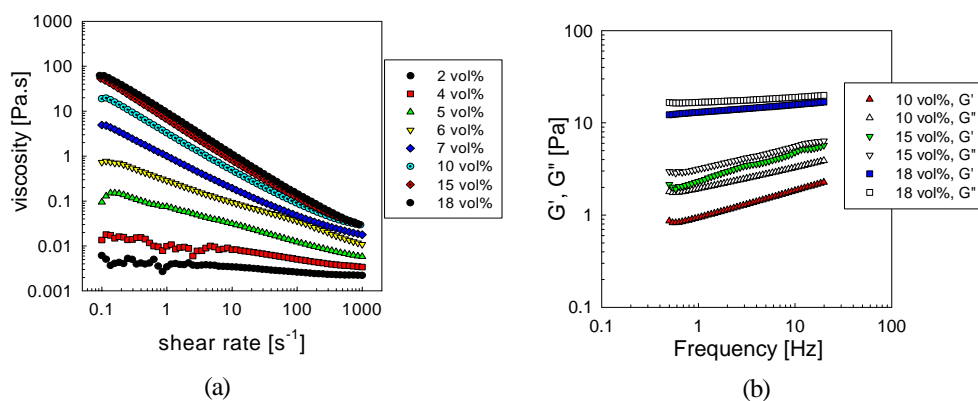 viscosity [Pa.s]
1000
100
10
1
0.1
0.01
0.001
0.1 1 10 100 1000
shear rate [s⁻¹]
2 vol%
4 vol%
5 vol%
6 vol%
7 vol%
10 vol%
15 vol%
18 vol%
(a)
G', G" [Pa]
100
10
1
0.1
0.1 1 10 100
Frequency [Hz]
10 vol%, G'
10 vol%, G"
15 vol%, G'
15 vol%, G"
18 vol%, G'
18 vol%, G"
(b)